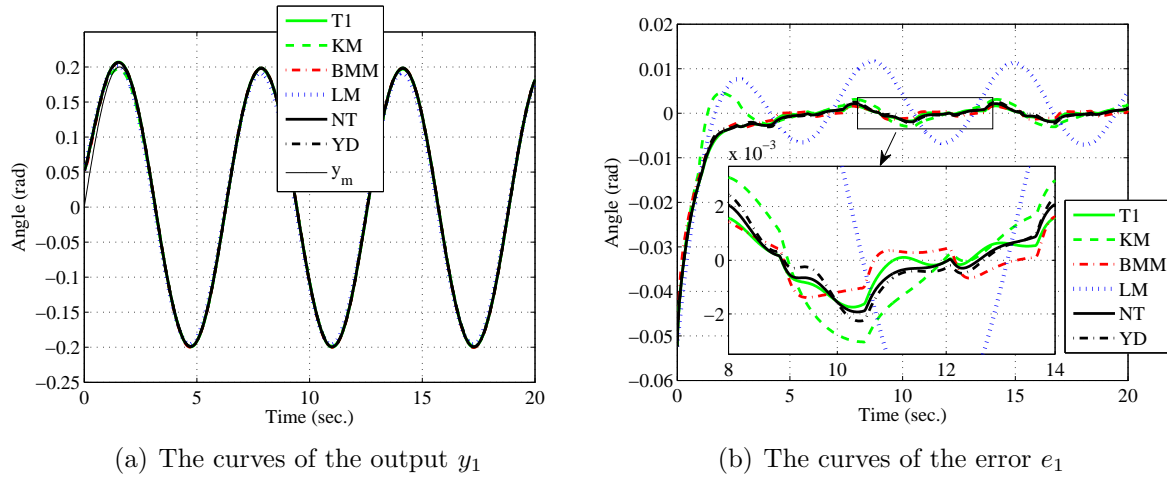 T1
KM
BMM
LM
NT
YD
y_m
0.2
0.15
0.1
0.05
0
−0.05
−0.1
−0.15
−0.2
−0.25
Angle (rad)
0 5 10 15 20
Time (sec.)
(a) The curves of the output y₁
0.02
0.01
0
−0.01
−0.02
−0.03
−0.04
−0.05
−0.06
Angle (rad)
x 10⁻³
2
0
−2
8 10 12 14
T1
KM
BMM
LM
NT
YD
0 5 10 15 20
Time (sec.)
(b) The curves of the error e₁